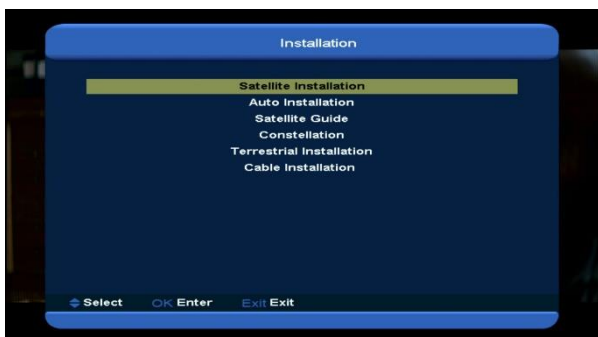 Installation
Satellite Installation
Auto Installation
Satellite Guide
Constellation
Terrestrial Installation
Cable Installation
Select OK Enter Exit Exit